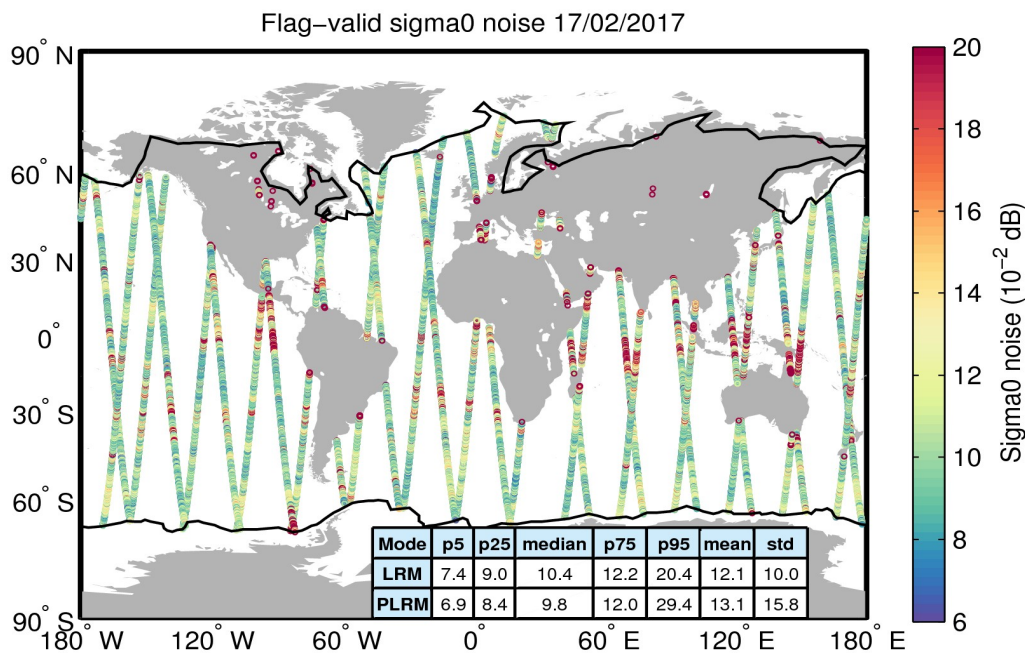 Flag−valid sigma0 noise 17/02/2017
90° N
60° N
30° N
0°
30° S
60° S
90° S
180° W
120° W
60° W
0°
60° E
120° E
180° E
Mode p5 p25 median p75 p95 mean std
LRM 7.4 9.0 10.4 12.2 20.4 12.1 10.0
PLRM 6.9 8.4 9.8 12.0 29.4 13.1 15.8
20
18
16
14
12
10
8
6
Sigma0 noise (10⁻² dB)